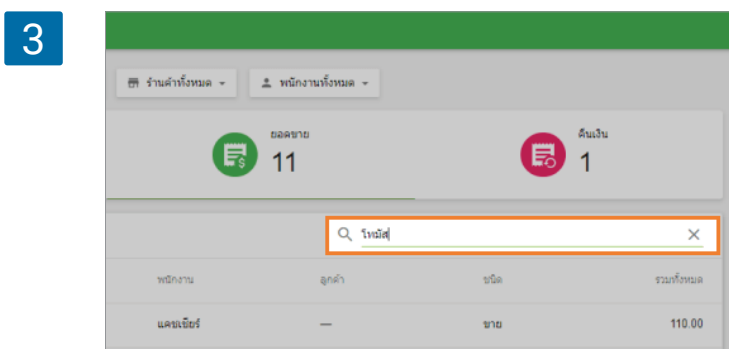 3
ร้านค้าทั้งหมด
พนักงานทั้งหมด
ยอดขาย
11
คืนเงิน
1
โทมัส
พนักงาน ลูกค้า ชนิด รวมทั้งหมด
แคชเชียร์ — ขาย 110.00